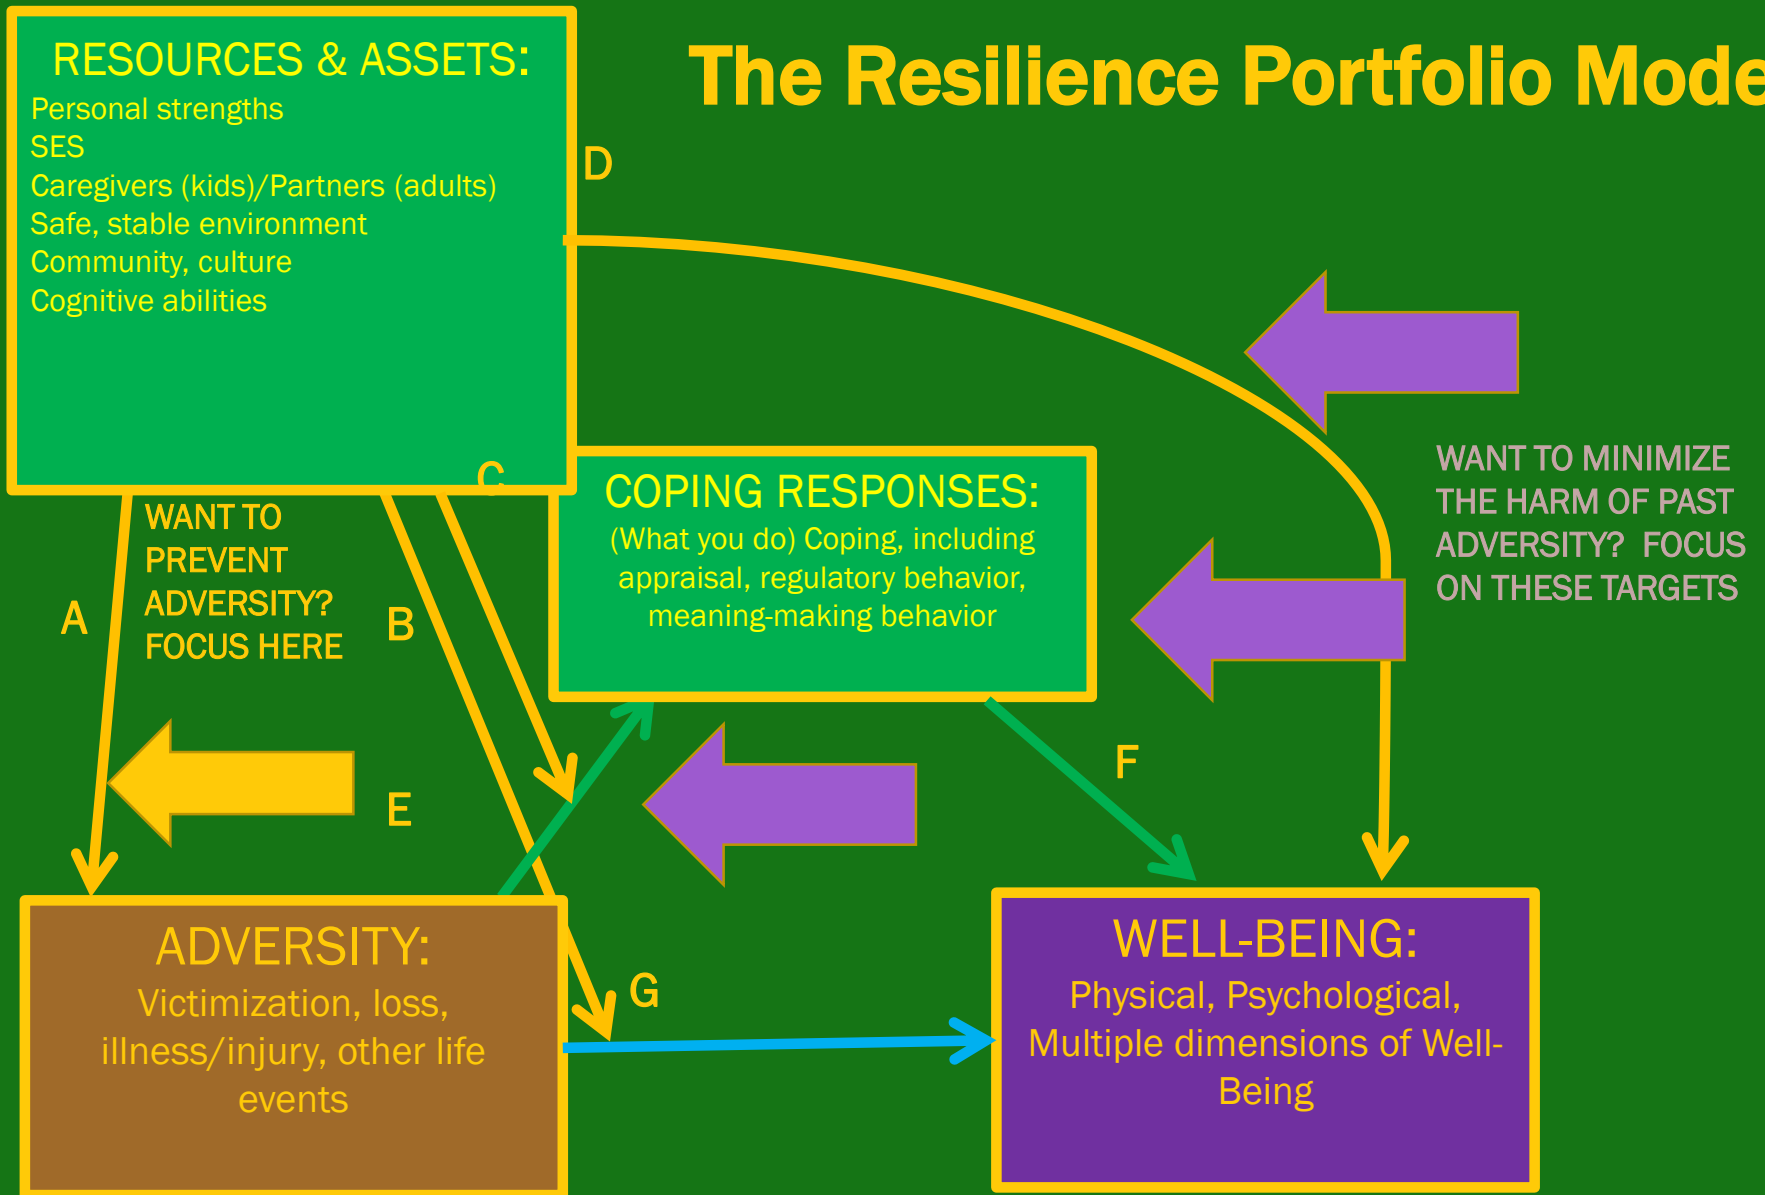 The Resilience Portfolio Mode
RESOURCES & ASSETS:
Personal strengths
SES
Caregivers (kids)/Partners (adults)
Safe, stable environment
Community, culture
Cognitive abilities
D
C
COPING RESPONSES:
(What you do) Coping, including
appraisal, regulatory behavior,
meaning-making behavior
WANT TO MINIMIZE
THE HARM OF PAST
ADVERSITY? FOCUS
ON THESE TARGETS
WANT TO
PREVENT
ADVERSITY?
FOCUS HERE
A
B
E
F
G
ADVERSITY:
Victimization, loss,
illness/injury, other life
events
WELL-BEING:
Physical, Psychological,
Multiple dimensions of Well-
Being